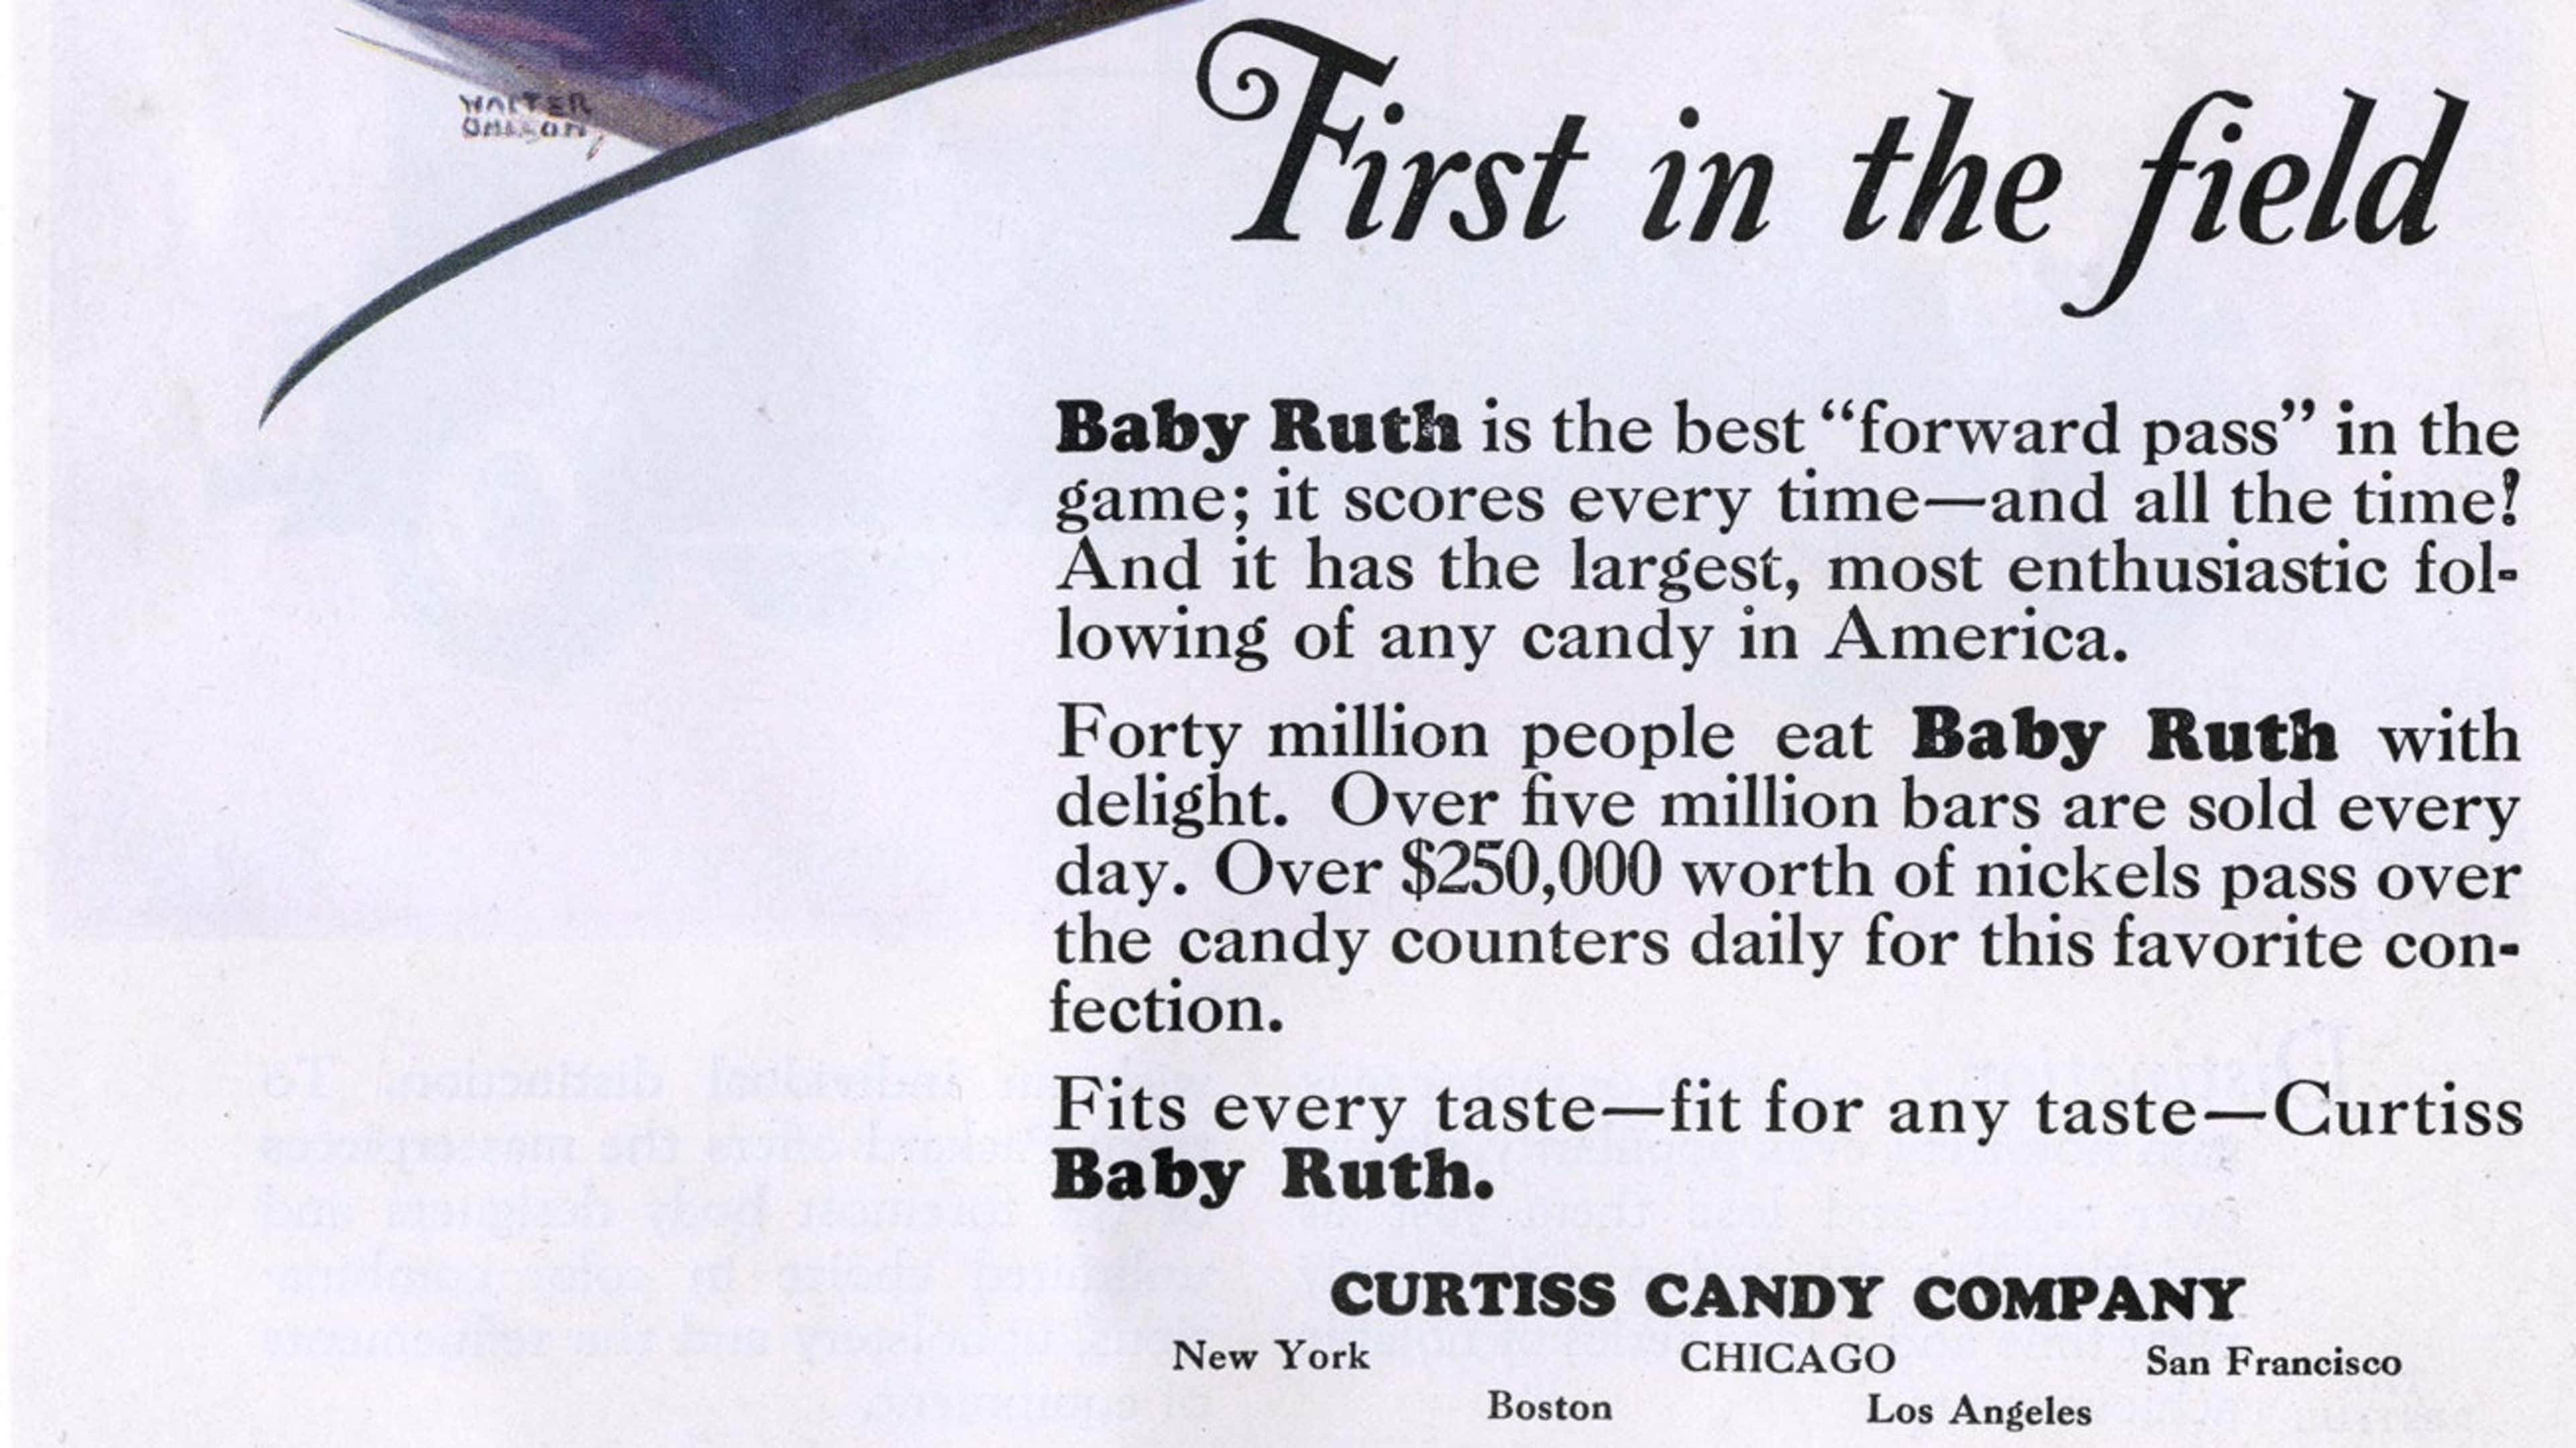 WALTER
OHLSON
First in the field
Baby Ruth is the best “forward pass” in the
game; it scores every time—and all the time!
And it has the largest, most enthusiastic fol-
lowing of any candy in America.
Forty million people eat Baby Ruth with
delight. Over five million bars are sold every
day. Over $250,000 worth of nickels pass over
the candy counters daily for this favorite con-
fection.
Fits every taste—fit for any taste—Curtiss
Baby Ruth.
CURTISS CANDY COMPANY
New York CHICAGO San Francisco
Boston Los Angeles